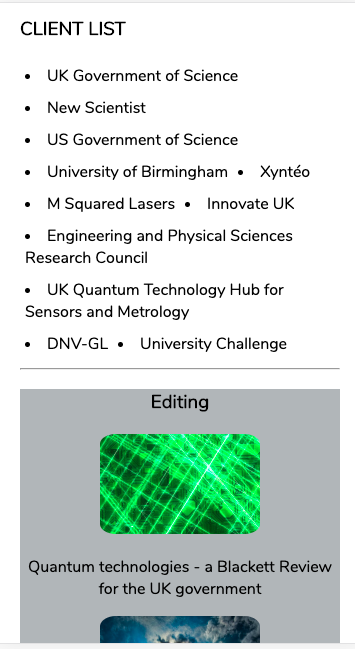 CLIENT LIST
• UK Government of Science
• New Scientist
• US Government of Science
• University of Birmingham • Xyntéo
• M Squared Lasers • Innovate UK
• Engineering and Physical Sciences
Research Council
• UK Quantum Technology Hub for
Sensors and Metrology
• DNV-GL • University Challenge
Editing
Quantum technologies - a Blackett Review
for the UK government